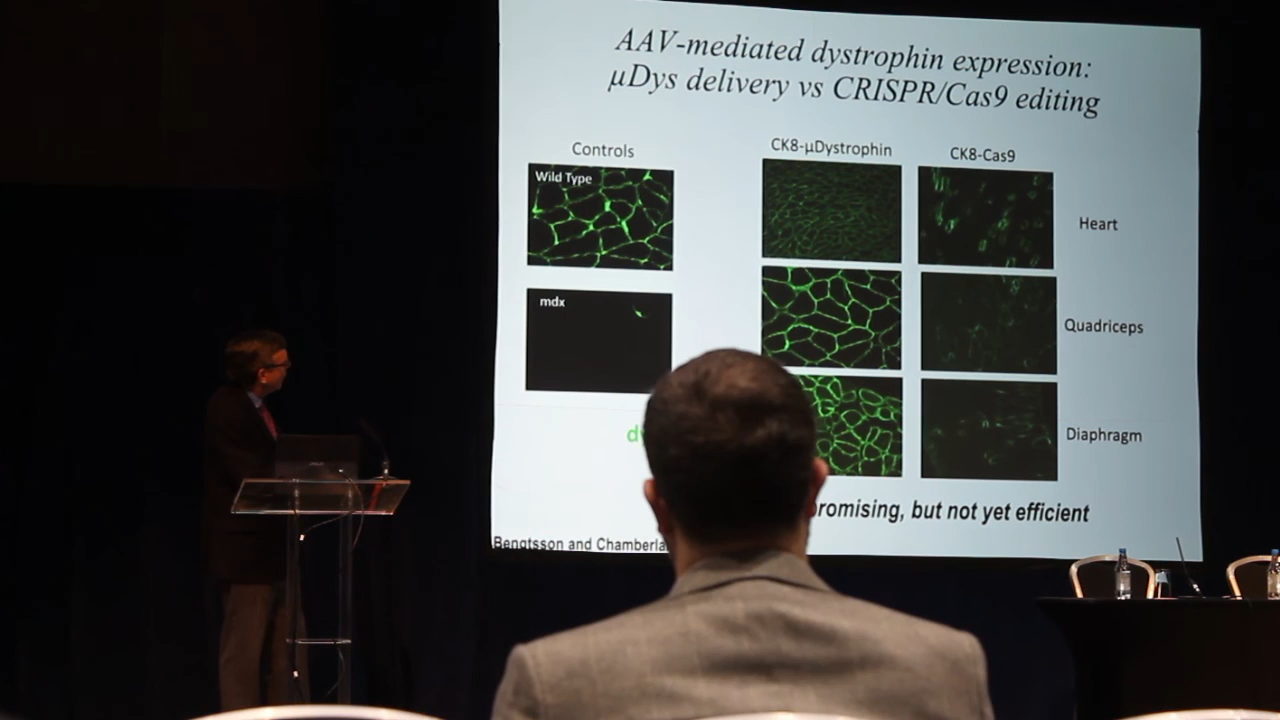 AAV-mediated dystrophin expression:
µDys delivery vs CRISPR/Cas9 editing
Controls
CK8-µDystrophin
CK8-Cas9
Wild Type
Heart
mdx
Quadriceps
Diaphragm
promising, but not yet efficient
Bengtsson and